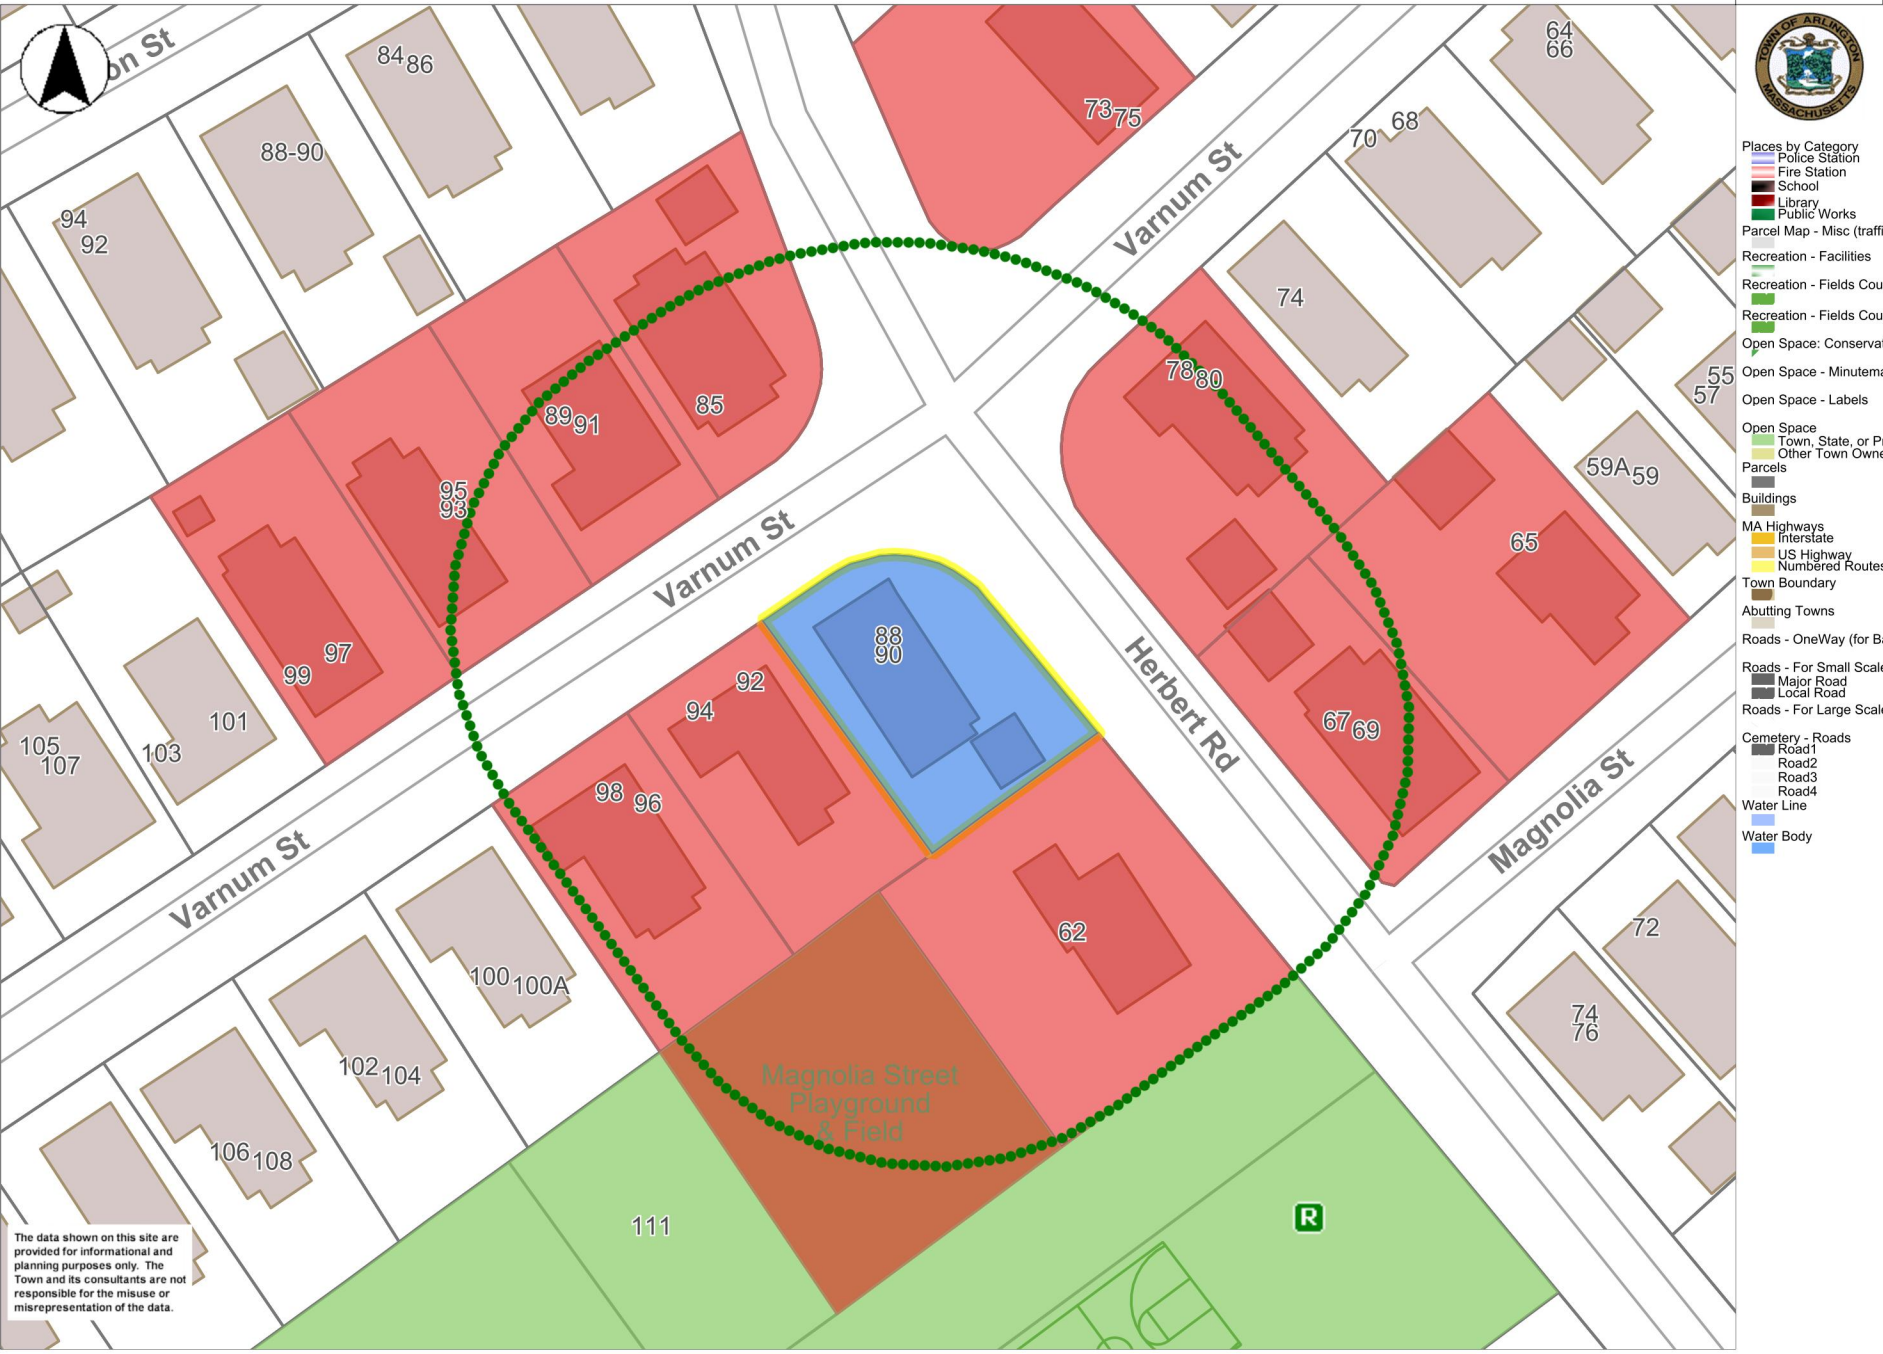 on St
84 86
88-90
94
92
73 75
Varnum St
64
66
70 68
74
78 80
55
57
59A 59
65
85
89 91
95
93
99 97
101
103
105
107
Varnum St
88
90
92
94
98 96
Herbert Rd
67 69
Magnolia St
62
72
74
76
100 100A
102 104
106 108
Varnum St
111
Magnolia Street
Playground
& Field
R
The data shown on this site are
provided for informational and
planning purposes only. The
Town and its consultants are not
responsible for the misuse or
misrepresentation of the data.
TOWN OF ARLINGTON
MASSACHUSETTS
Places by Category
Police Station
Fire Station
School
Library
Public Works
Parcel Map - Misc (traffi
Recreation - Facilities
Recreation - Fields Cou
Recreation - Fields Cou
Open Space: Conserva
Open Space - Minutema
Open Space - Labels
Open Space
Town, State, or P
Other Town Owne
Parcels
Buildings
MA Highways
Interstate
US Highway
Numbered Routes
Town Boundary
Abutting Towns
Roads - OneWay (for B
Roads - For Small Scale
Major Road
Local Road
Roads - For Large Scale
Cemetery - Roads
Road1
Road2
Road3
Road4
Water Line
Water Body